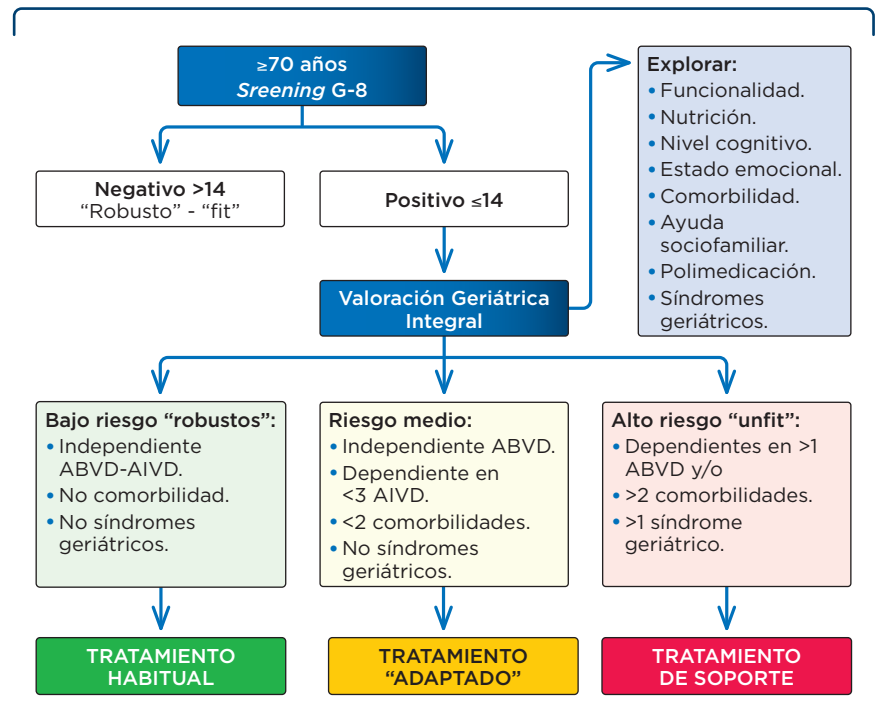 ≥70 años
Sreening G-8
Negativo >14
“Robusto” - “fit”
Positivo ≤14
Valoración Geriátrica
Integral
Explorar:
• Funcionalidad.
• Nutrición.
• Nivel cognitivo.
• Estado emocional.
• Comorbilidad.
• Ayuda
sociofamiliar.
• Polimedicación.
• Síndromes
geriátricos.
Bajo riesgo “robustos”:
• Independiente
ABVD-AIVD.
• No comorbilidad.
• No síndromes
geriátricos.
Riesgo medio:
• Independiente ABVD.
• Dependiente en
<3 AIVD.
• <2 comorbilidades.
• No síndromes
geriátricos.
Alto riesgo “unfit”:
• Dependientes en >1
ABVD y/o
• >2 comorbilidades.
• >1 síndrome
geriátrico.
TRATAMIENTO
HABITUAL
TRATAMIENTO
“ADAPTADO”
TRATAMIENTO
DE SOPORTE